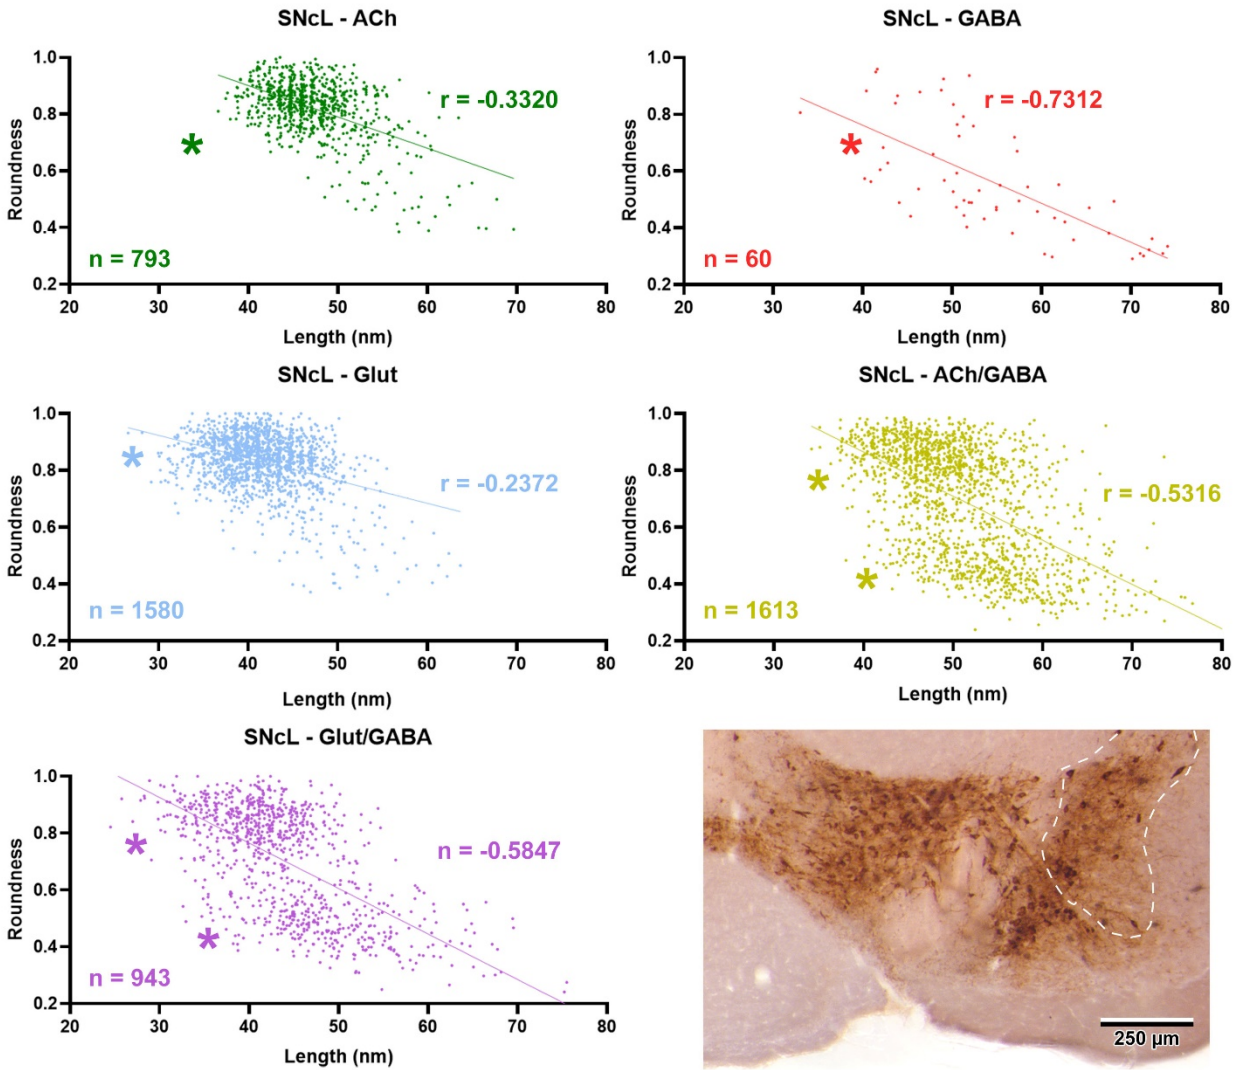 SNcL - ACh
1.0
0.8
0.6
0.4
0.2
Roundness
r = -0.3320
*
n = 793
20 30 40 50 60 70 80
Length (nm)
SNcL - GABA
1.0
0.8
0.6
0.4
0.2
Roundness
r = -0.7312
*
n = 60
20 30 40 50 60 70 80
Length (nm)
SNcL - Glut
1.0
0.8
0.6
0.4
0.2
Roundness
*
r = -0.2372
n = 1580
20 30 40 50 60 70 80
Length (nm)
SNcL - ACh/GABA
1.0
0.8
0.6
0.4
0.2
Roundness
*
r = -0.5316
*
n = 1613
20 30 40 50 60 70 80
Length (nm)
SNcL - Glut/GABA
1.0
0.8
0.6
0.4
0.2
Roundness
*
n = -0.5847
*
n = 943
20 30 40 50 60 70 80
Length (nm)
250 µm